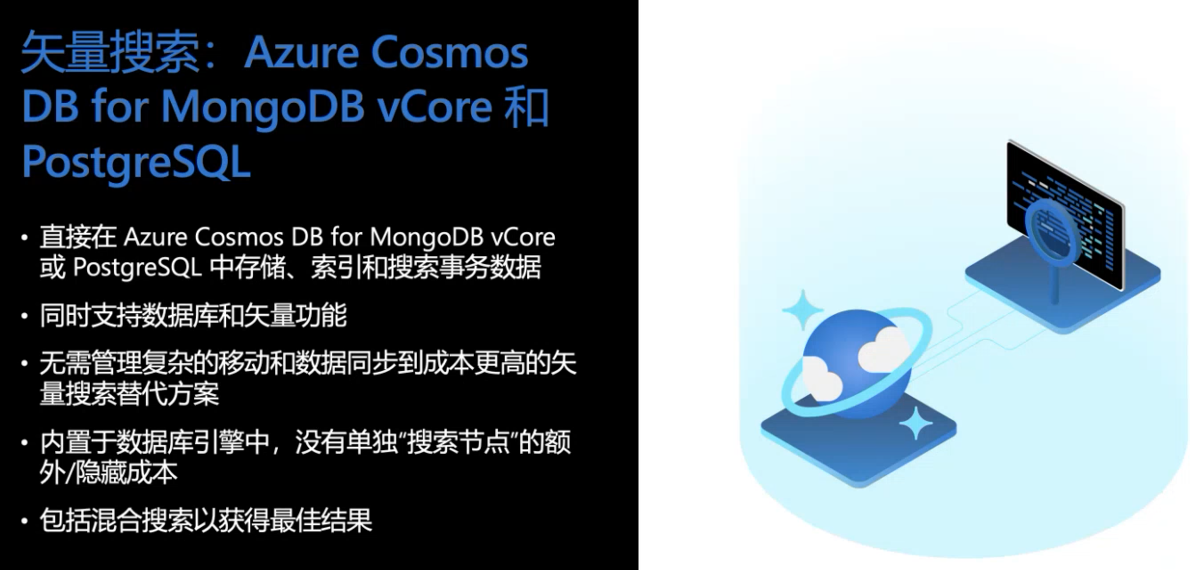 矢量搜索：Azure Cosmos
DB for MongoDB vCore 和
PostgreSQL
• 直接在 Azure Cosmos DB for MongoDB vCore
或 PostgreSQL 中存储、索引和搜索事务数据
• 同时支持数据库和矢量功能
• 无需管理复杂的移动和数据同步到成本更高的矢
量搜索替代方案
• 内置于数据库引擎中，没有单独“搜索节点”的额
外/隐藏成本
• 包括混合搜索以获得最佳结果